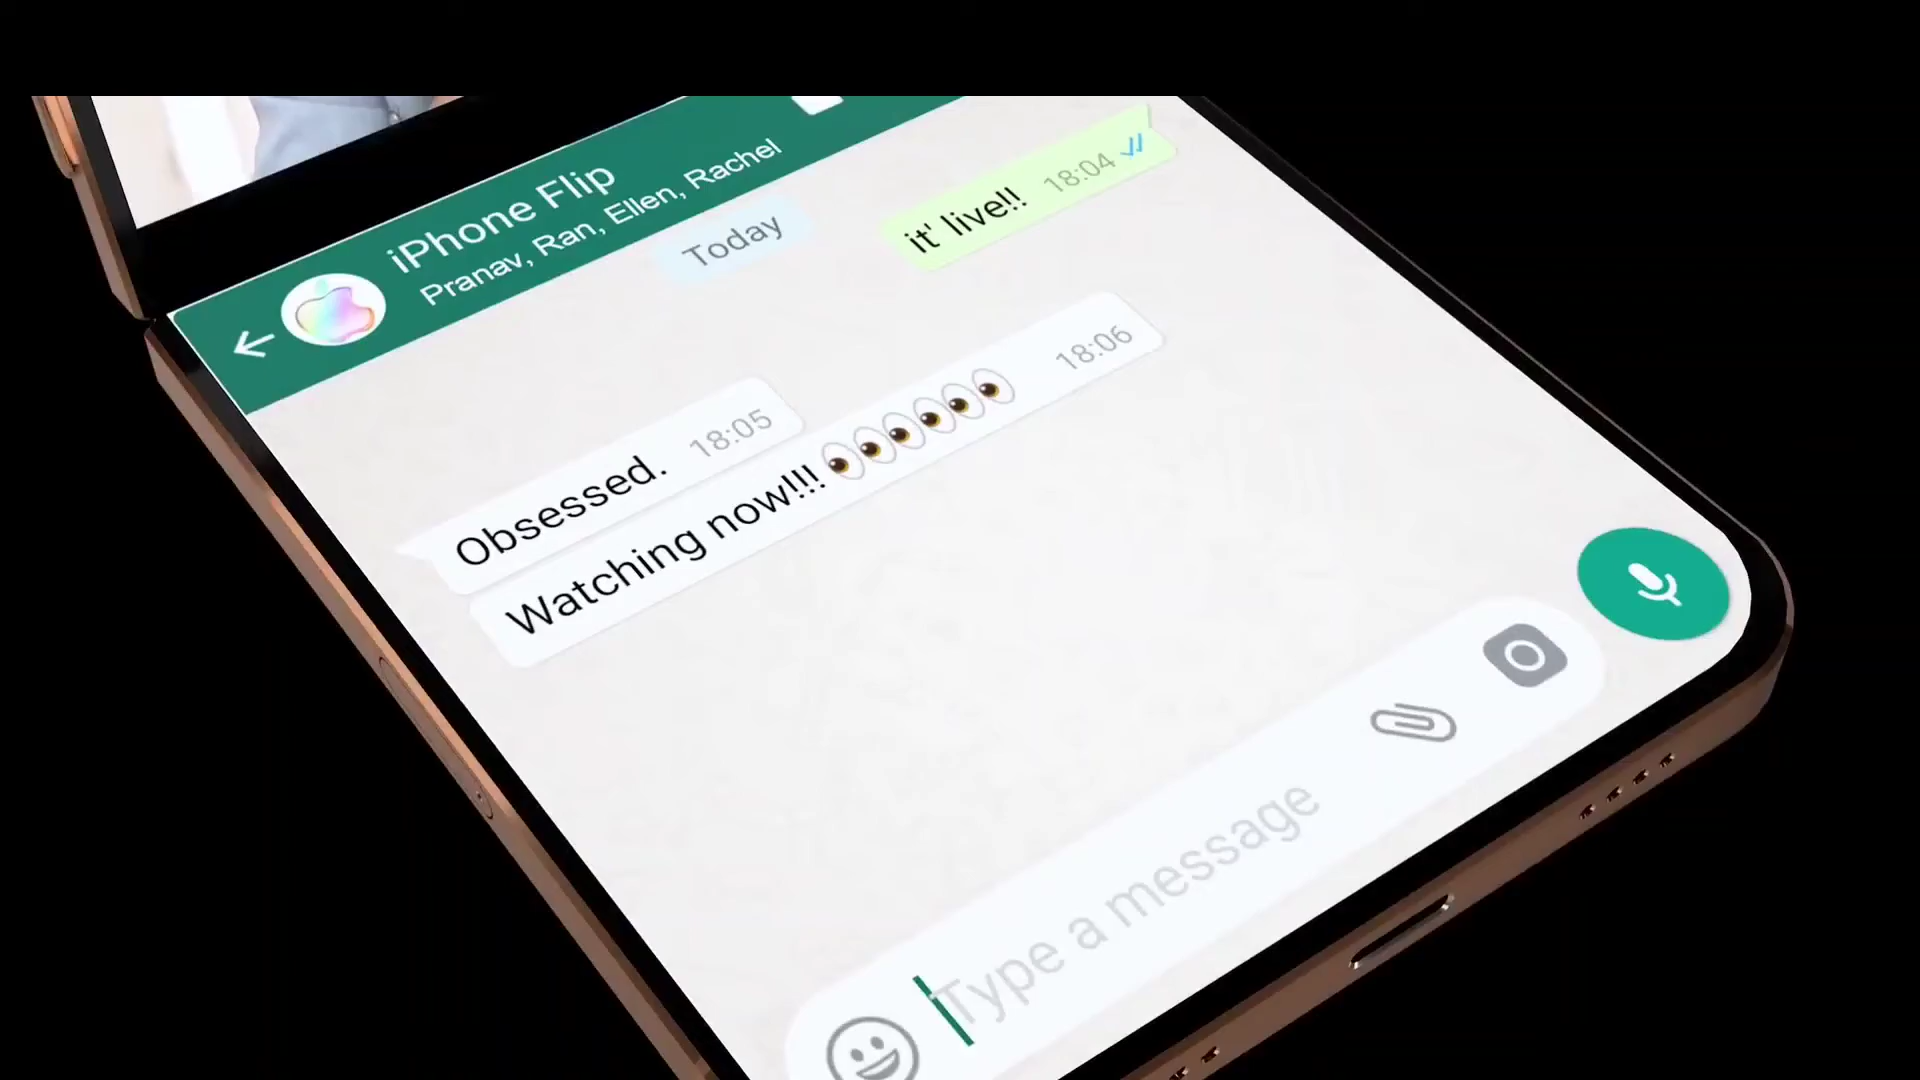 iPhone Flip
Pranav, Ran, Ellen, Rachel
Today
it' live!! 18:04
Obsessed. 18:05
Watching now!!! 👀👀👀 18:06
Type a message